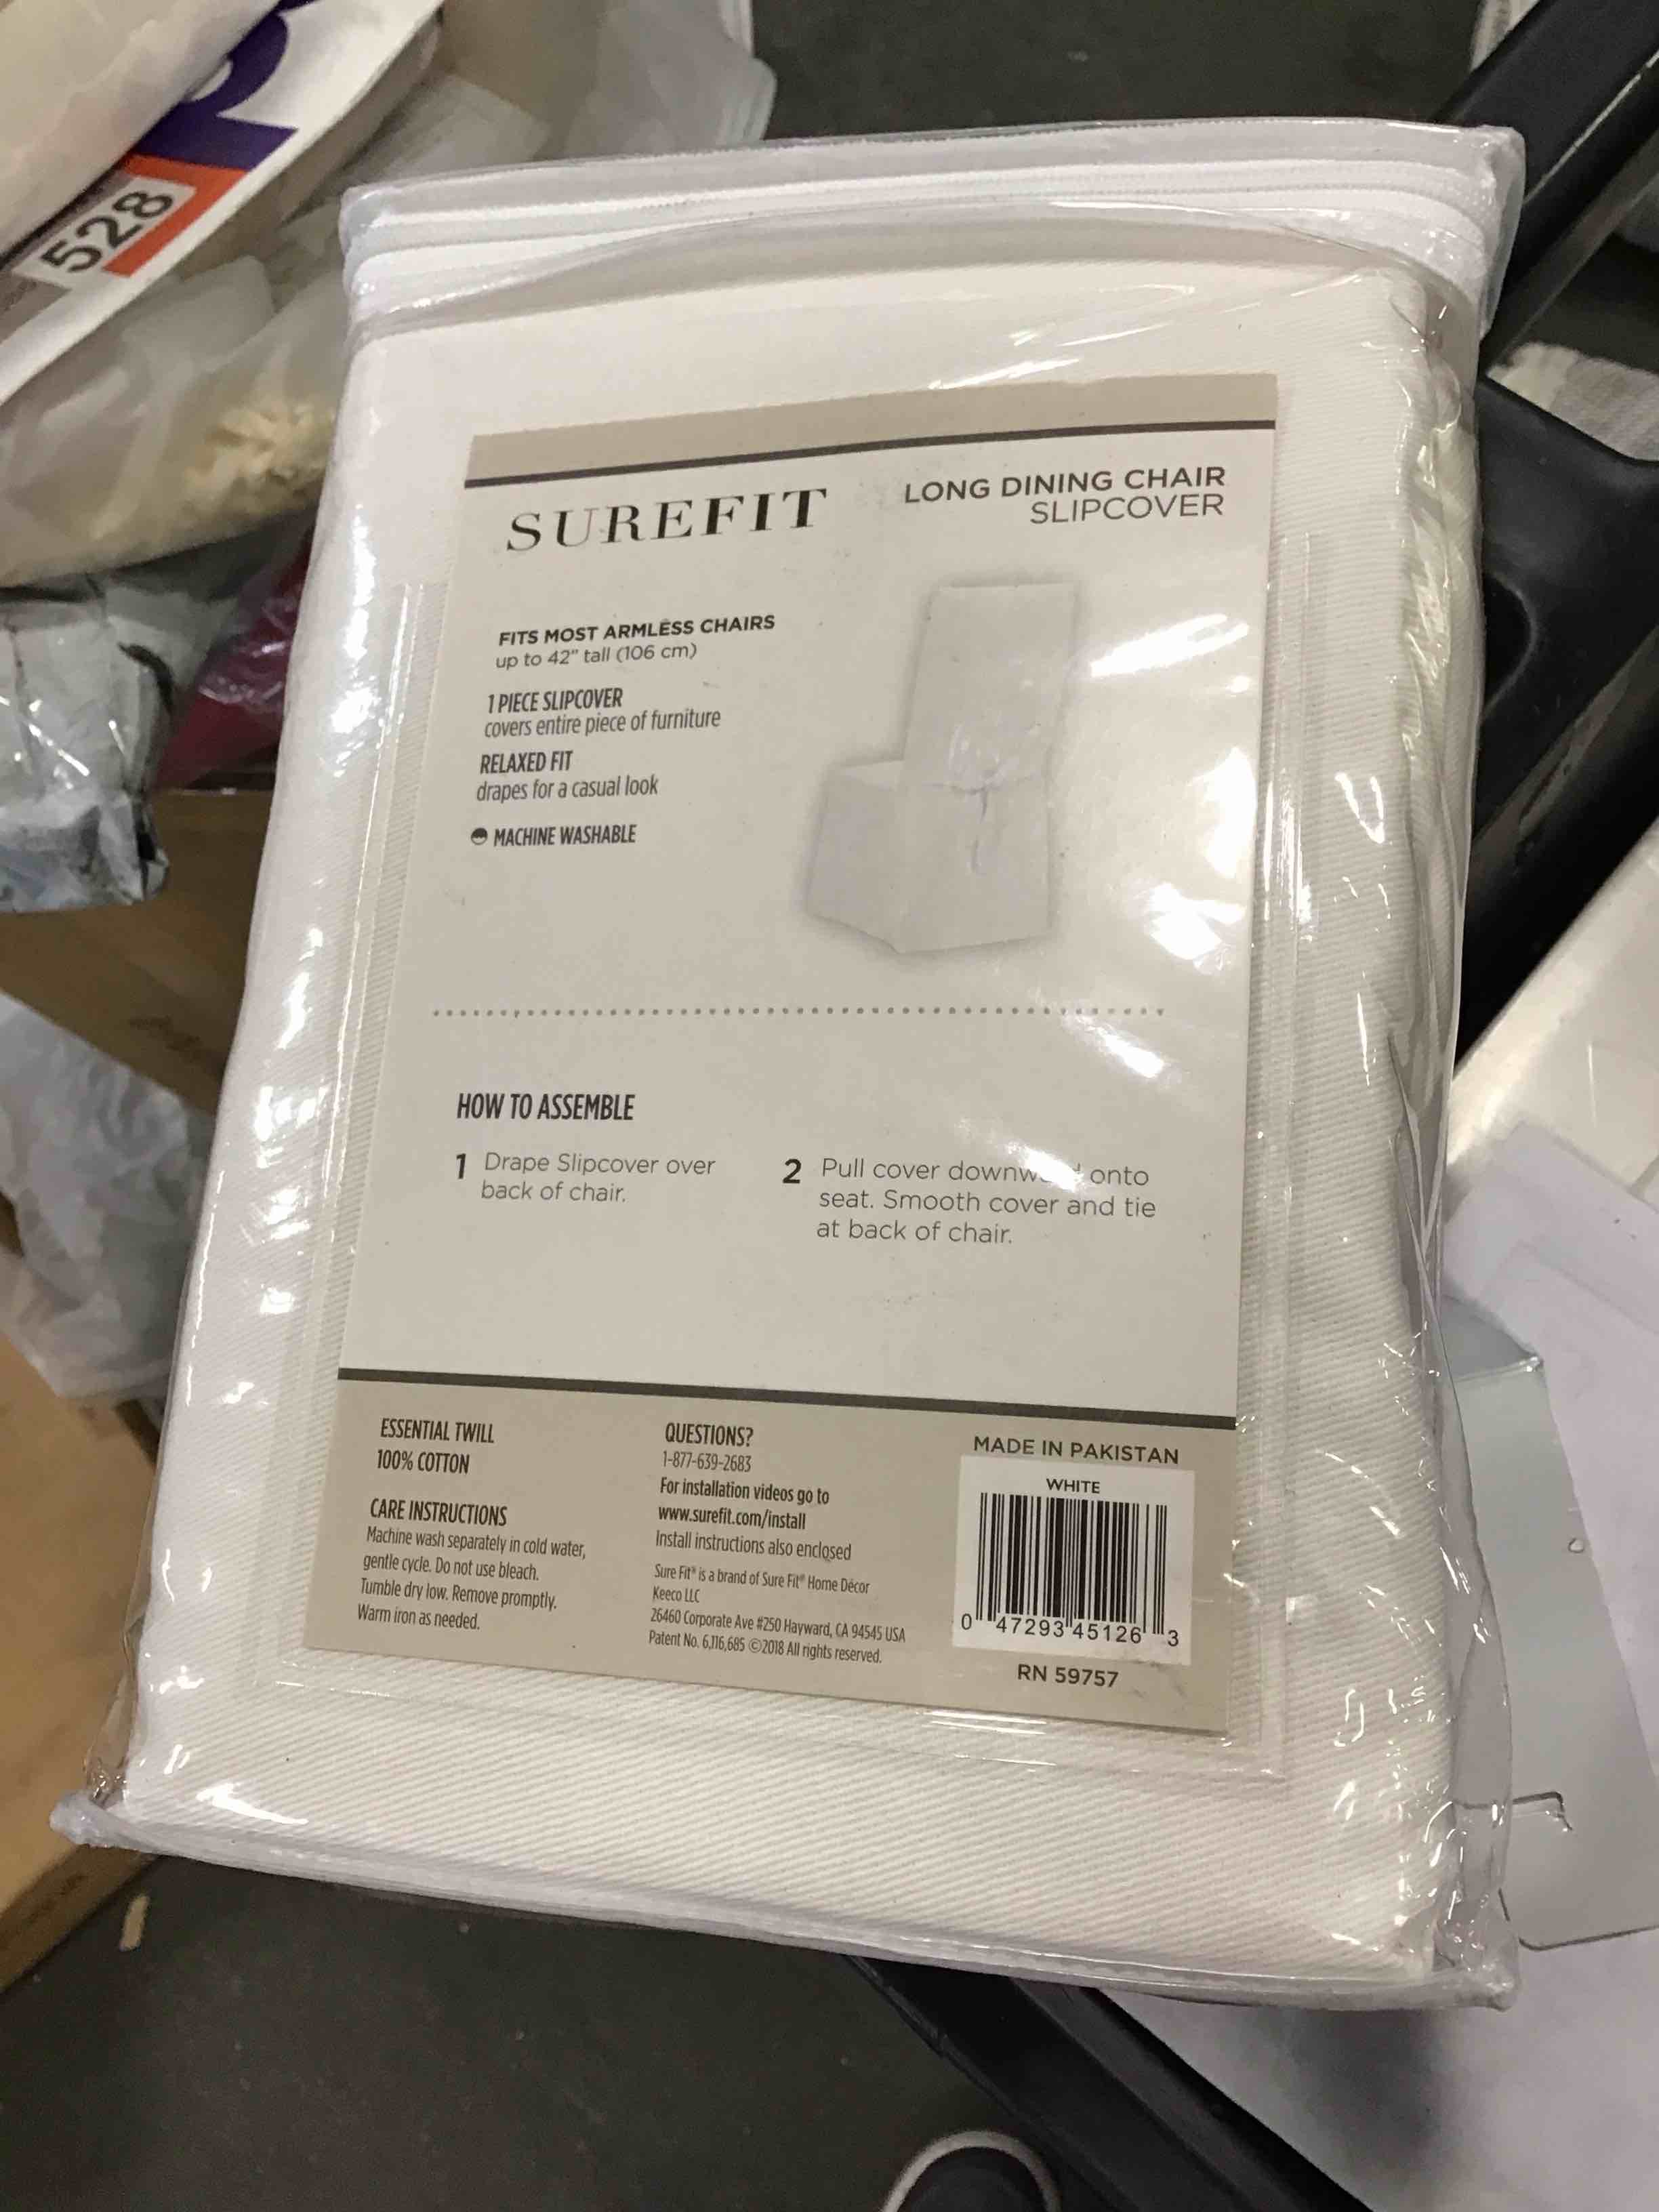 528
SUREFIT
LONG DINING CHAIR
SLIPCOVER
FITS MOST ARMLESS CHAIRS
up to 42" tall (106 cm)
1 PIECE SLIPCOVER
covers entire piece of furniture
RELAXED FIT
drapes for a casual look
MACHINE WASHABLE
HOW TO ASSEMBLE
1 Drape Slipcover over
back of chair.
2 Pull cover downward onto
seat. Smooth cover and tie
at back of chair.
ESSENTIAL TWILL
100% COTTON
CARE INSTRUCTIONS
Machine wash separately in cold water,
gentle cycle. Do not use bleach.
Tumble dry low. Remove promptly.
Warm iron as needed.
QUESTIONS?
1-877-639-2683
For installation videos go to
www.surefit.com/install
Install instructions also enclosed
Sure Fit® is a brand of Sure Fit® Home Décor
Keeco LLC
26460 Corporate Ave #250 Hayward, CA 94545 USA
Patent No. 6,116,685 ©2018 All rights reserved.
MADE IN PAKISTAN
WHITE
0 47293 45126 3
RN 59757